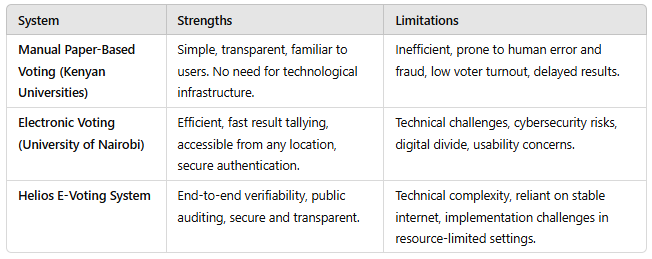 System Strengths Limitations
Manual Paper-Based Voting (Kenyan Universities)
Simple, transparent, familiar to
users. No need for technological
infrastructure.
Inefficient, prone to human error and
fraud, low voter turnout, delayed results.
Electronic Voting
(University of Nairobi)
Efficient, fast result tallying,
accessible from any location,
secure authentication.
Technical challenges, cybersecurity risks,
digital divide, usability concerns.
Helios E-Voting System
End-to-end verifiability, public
auditing, secure and transparent.
Technical complexity, reliant on stable
internet, implementation challenges in
resource-limited settings.